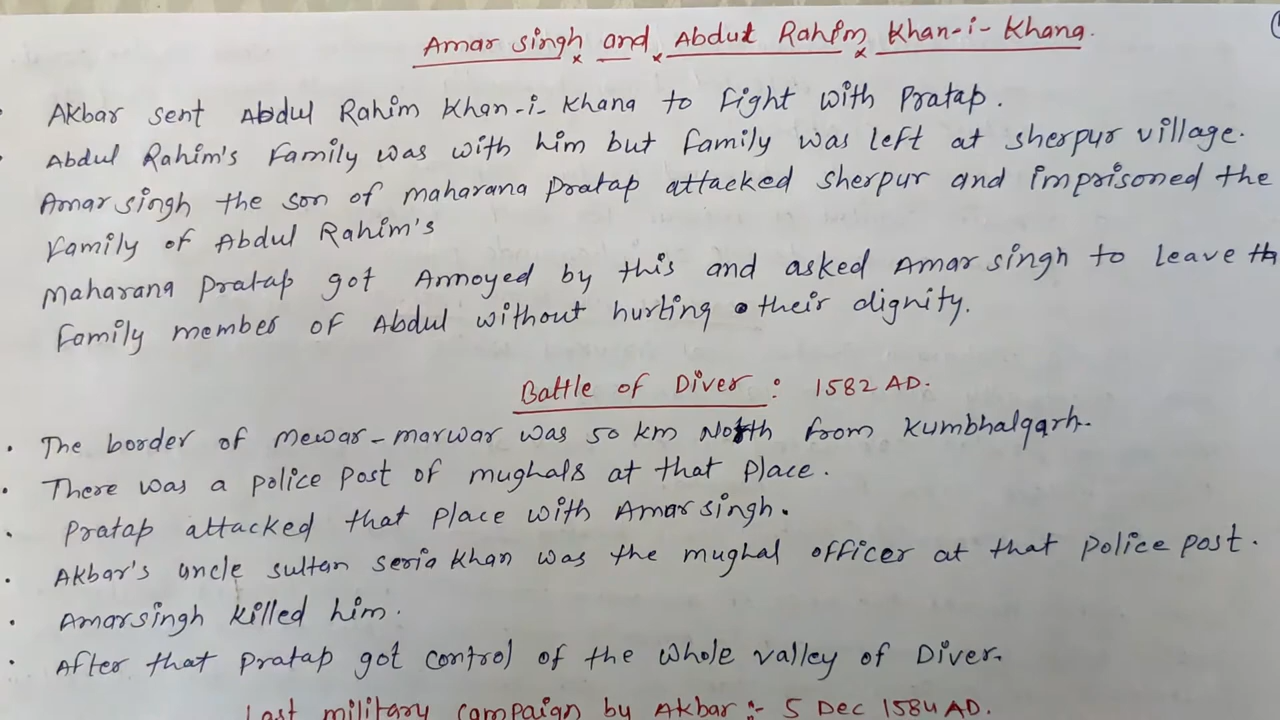 Amar singh and Abdul Rahim Khan-i-Khana.
Akbar sent Abdul Rahim Khan-i-Khana to fight with Pratap.
Abdul Rahim's family was with him but family was left at sherpur village.
Amar singh the son of maharana Pratap attacked sherpur and imprisoned the
family of Abdul Rahim's
maharana Pratap got Annoyed by this and asked Amar singh to leave th
family member of Abdul without hurting their dignity.
Battle of Diver : 1582 AD.
• The border of mewar-marwar was 50 km North from Kumbhalgarh.
• There was a police post of mughals at that place.
• Pratap attacked that place with Amar singh.
• Akbar's uncle sultan serio Khan was the mughal officer at that police post.
• Amarsingh killed him.
• After that Pratap got control of the whole valley of Diver.
Last military campaign by Akbar :- 5 Dec 1584 AD.